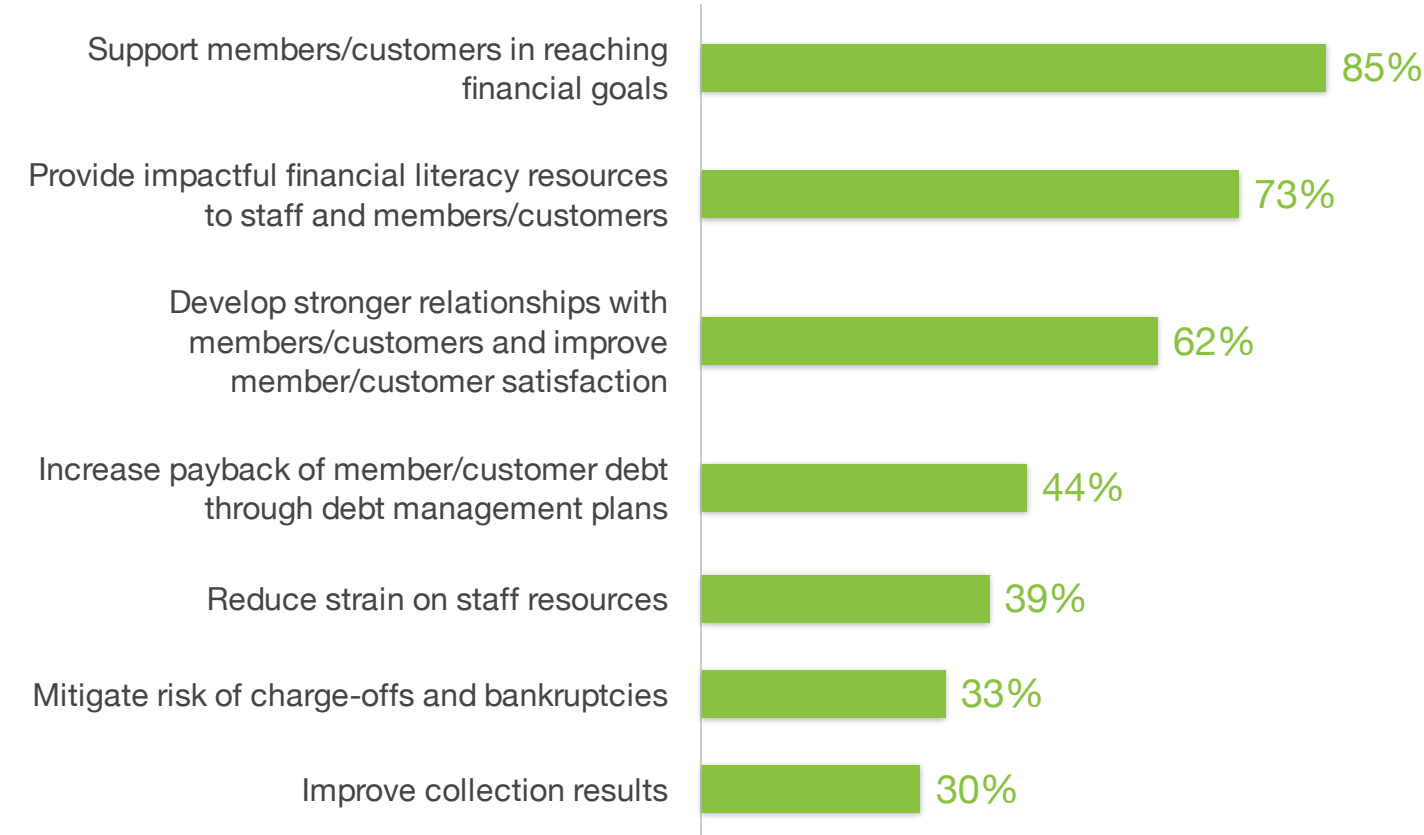 Support members/customers in reaching
financial goals
85%
Provide impactful financial literacy resources
to staff and members/customers
73%
Develop stronger relationships with
members/customers and improve
member/customer satisfaction
62%
Increase payback of member/customer debt
through debt management plans
44%
Reduce strain on staff resources
39%
Mitigate risk of charge-offs and bankruptcies
33%
Improve collection results
30%